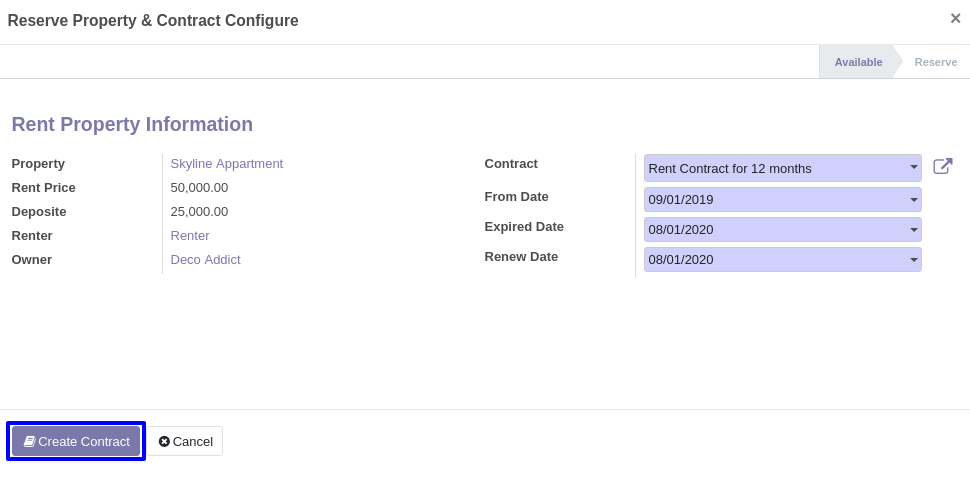 Reserve Property & Contract Configure ×
Available Reserve
Rent Property Information
Property Skyline Appartment
Rent Price 50,000.00
Deposite 25,000.00
Renter Renter
Owner Deco Addict
Contract Rent Contract for 12 months
From Date 09/01/2019
Expired Date 08/01/2020
Renew Date 08/01/2020
Create Contract Cancel